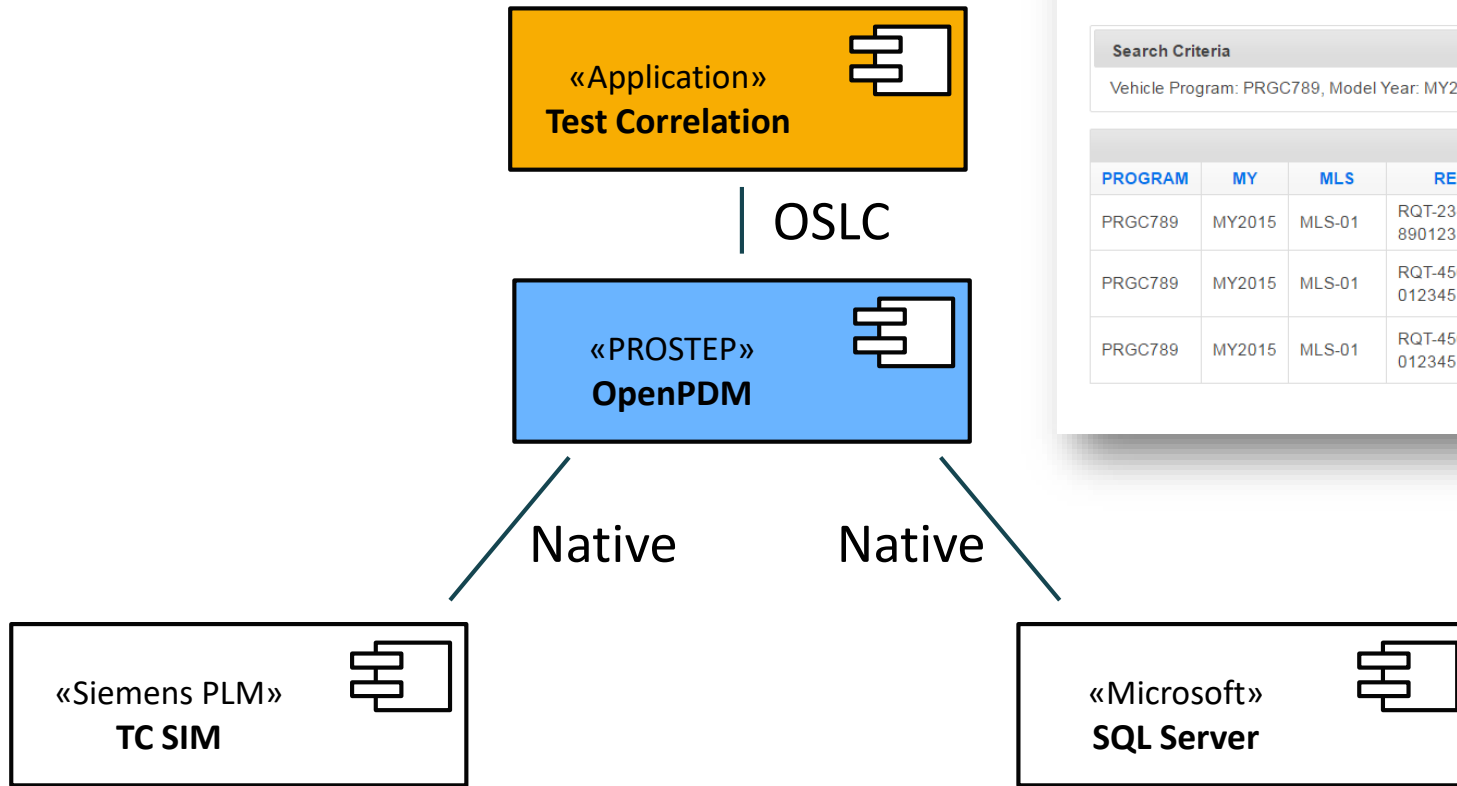 «Application»
Test Correlation
OSLC
«PROSTEP»
OpenPDM
Native
Native
«Siemens PLM»
TC SIM
«Microsoft»
SQL Server
Search Criteria
Vehicle Program: PRGC789, Model Year: MY2
PROGRAM MY MLS RE
PRGC789 MY2015 MLS-01 RQT-23
890123
PRGC789 MY2015 MLS-01 RQT-45
012345
PRGC789 MY2015 MLS-01 RQT-45
012345